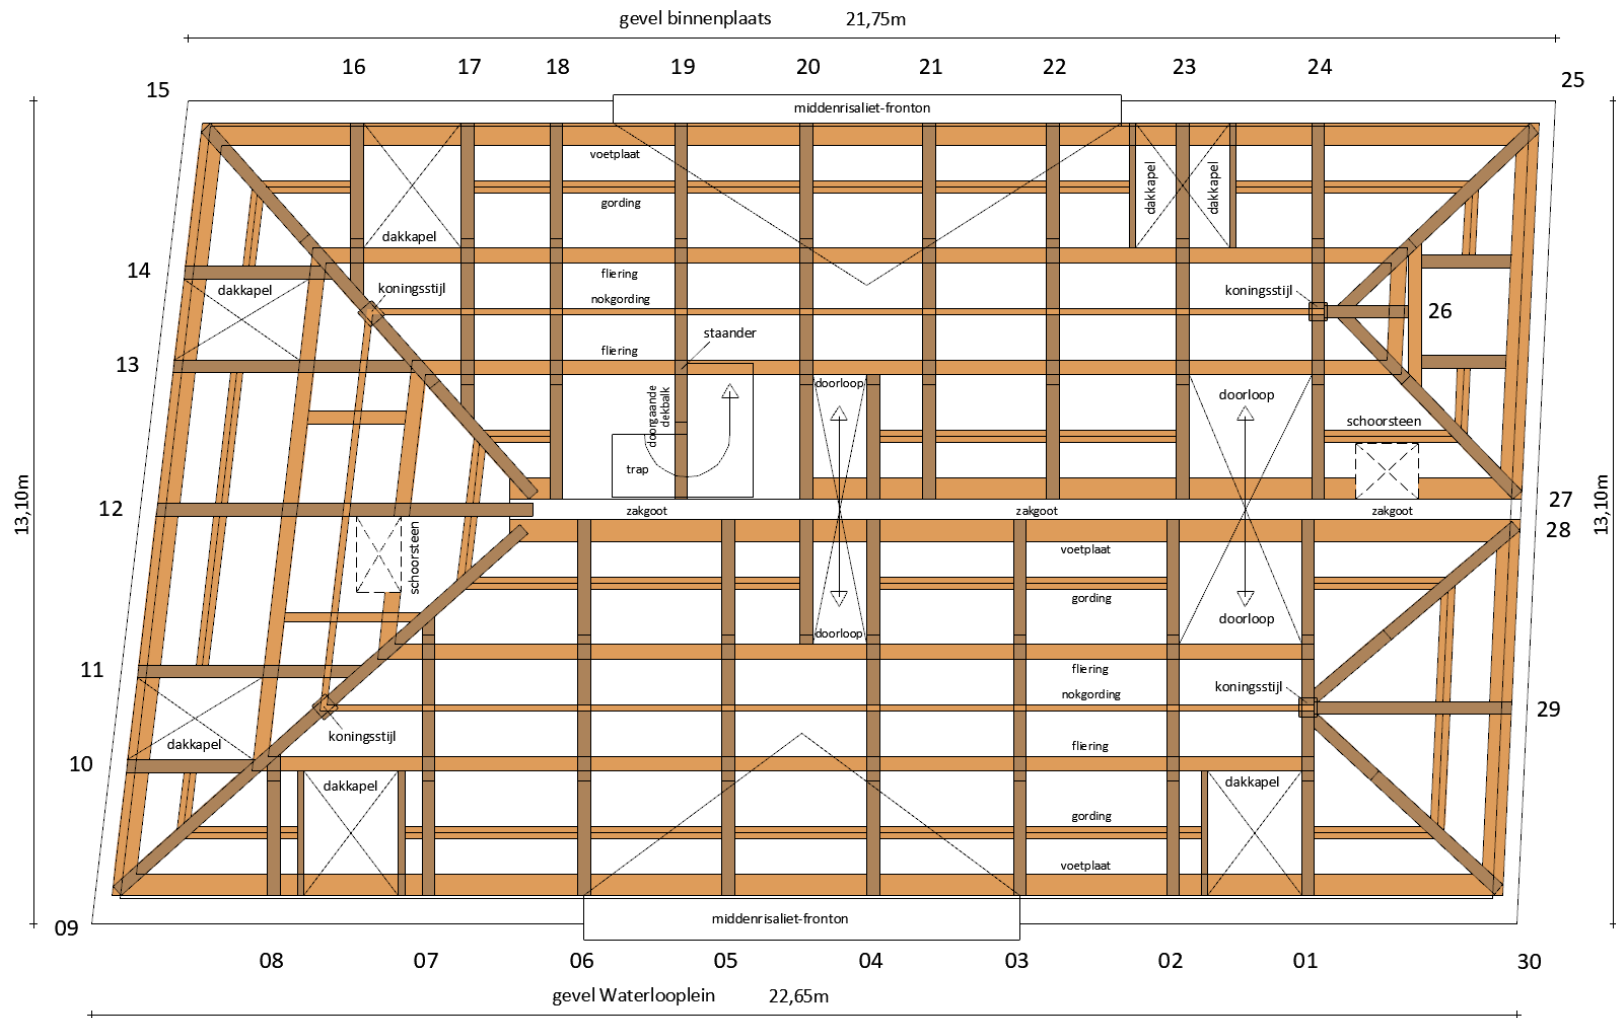 gevel binnenplaats 21,75m
15 16 17 18 19 20 21 22 23 24 25
middenrisaliet-fronton
voetplaat
dakkapel dakkapel
gording
dakkapel
14
fliering
dakkapel
koningsstijl
nokgording
koningsstijl
26
staander
fliering
13
doorloop
doorgaande
dekbalk
doorloop
schoorsteen
trap
13,10m
13,10m
12
zakgoot zakgoot zakgoot
27
28
schoorsteen
voetplaat
gording
doorloop
doorloop
11
fliering
koningsstijl
nokgording
29
koningsstijl
dakkapel
fliering
10
dakkapel
dakkapel
gording
voetplaat
middenrisaliet-fronton
09 08 07 06 05 04 03 02 01 30
gevel Waterlooplein 22,65m